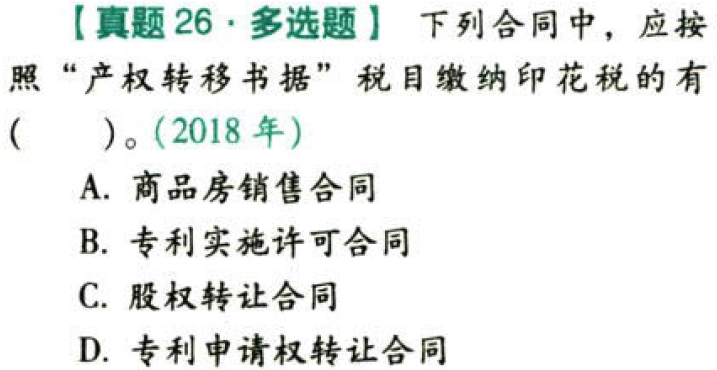 【真题 26·多选题】 下列合同中，应按
照“产权转移书据”税目缴纳印花税的有
(　　)。(2018 年)
A. 商品房销售合同
B. 专利实施许可合同
C. 股权转让合同
D. 专利申请权转让合同